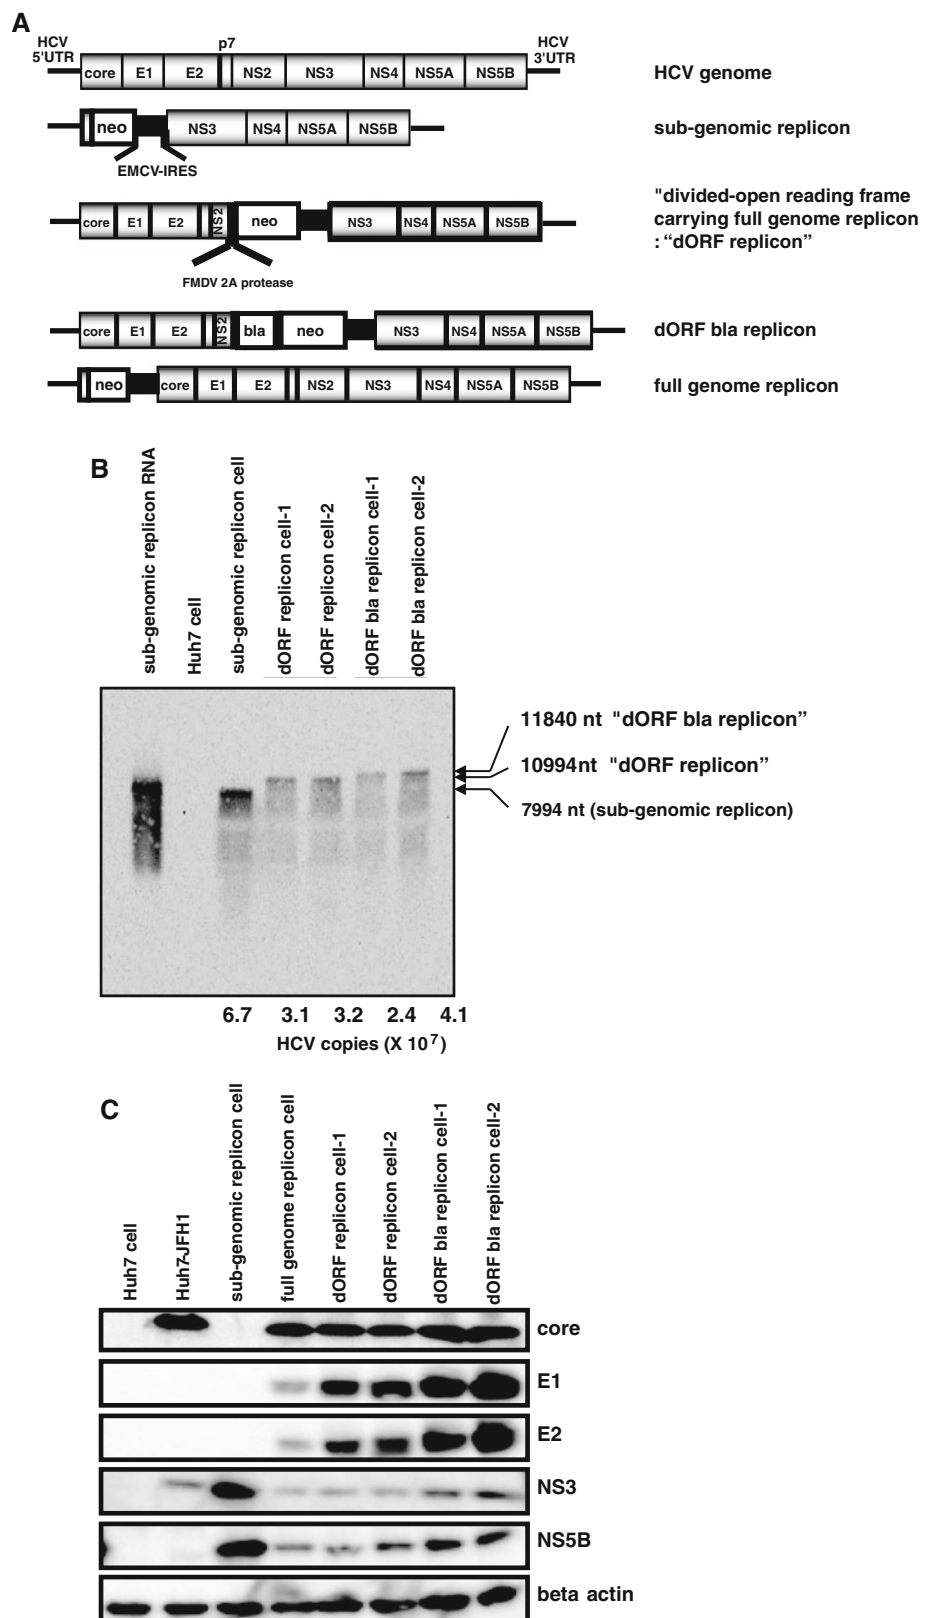 A
HCV
5'UTR
p7
HCV
3'UTR
core E1 E2 NS2 NS3 NS4 NS5A NS5B
HCV genome
neo NS3 NS4 NS5A NS5B
sub-genomic replicon
EMCV-IRES
core E1 E2 NS2 neo NS3 NS4 NS5A NS5B
"divided-open reading frame
carrying full genome replicon
: “dORF replicon”
FMDV 2A protease
core E1 E2 NS2 bla neo NS3 NS4 NS5A NS5B
dORF bla replicon
neo core E1 E2 NS2 NS3 NS4 NS5A NS5B
full genome replicon
B
sub-genomic replicon RNA
Huh7 cell
sub-genomic replicon cell
dORF replicon cell-1
dORF replicon cell-2
dORF bla replicon cell-1
dORF bla replicon cell-2
11840 nt "dORF bla replicon”
10994nt "dORF replicon”
7994 nt (sub-genomic replicon)
6.7 3.1 3.2 2.4 4.1
HCV copies (X 10⁷)
C
Huh7 cell
Huh7-JFH1
sub-genomic replicon cell
full genome replicon cell
dORF replicon cell-1
dORF replicon cell-2
dORF bla replicon cell-1
dORF bla replicon cell-2
core
E1
E2
NS3
NS5B
beta actin